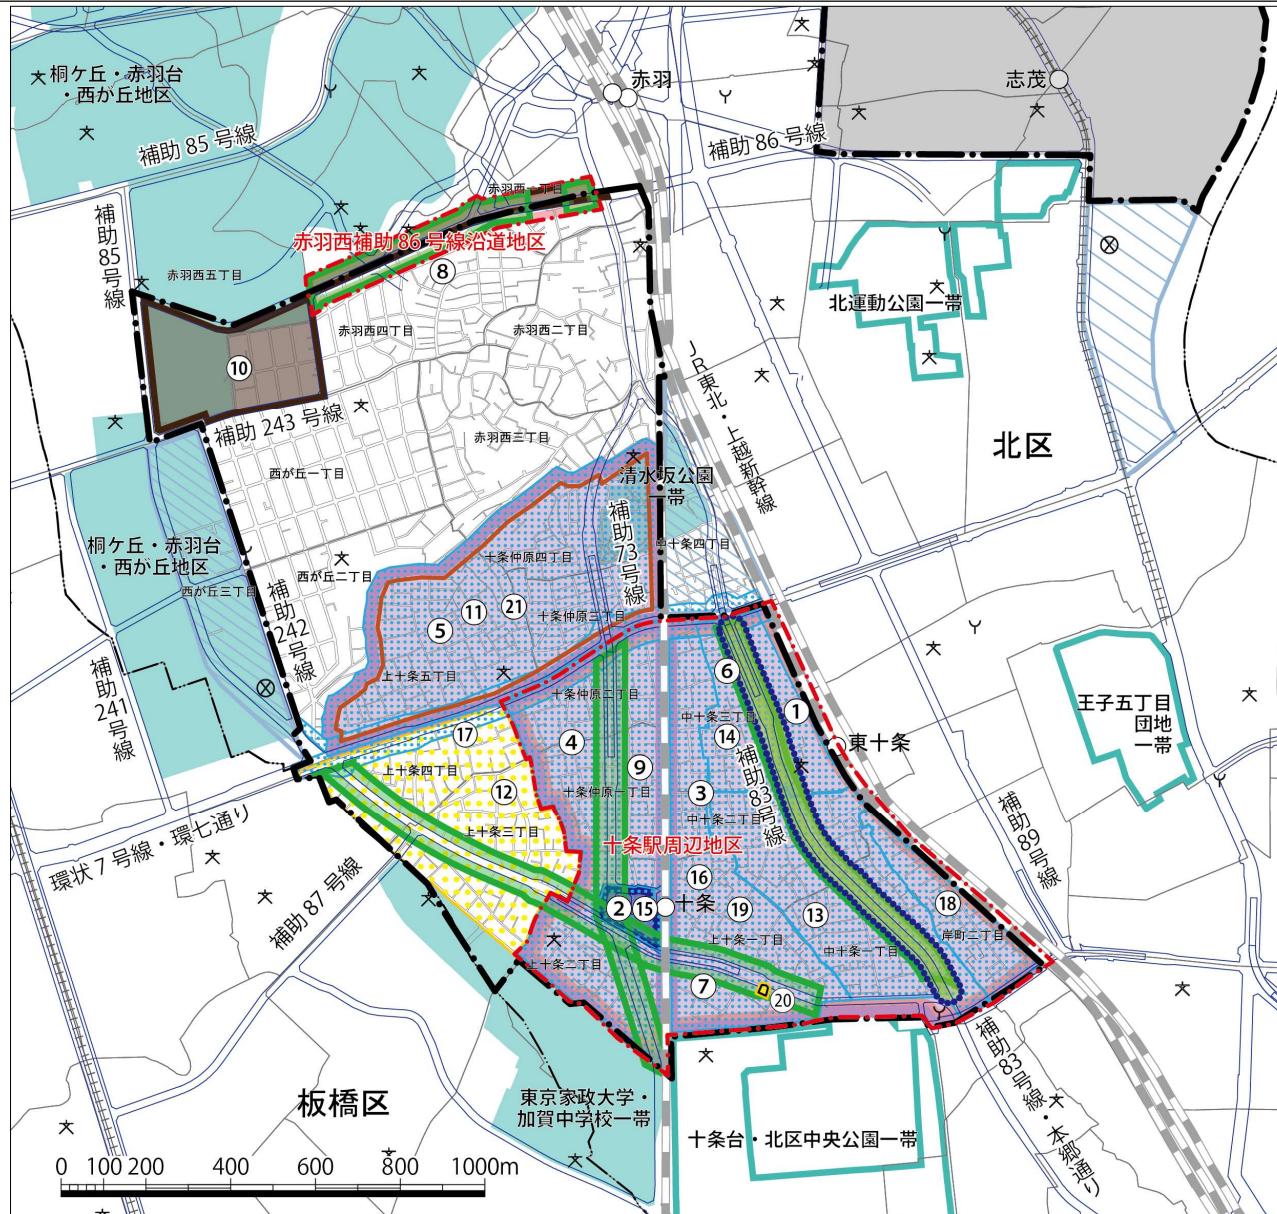 桐ケ丘・赤羽台
・西が丘地区
赤羽
志茂
補助 85 号線
補助 86 号線
赤羽西一丁目
補助85号線
赤羽西補助 86 号線沿道地区
赤羽西五丁目
⑧
北運動公園一帯
赤羽西四丁目
赤羽西二丁目
⑩
JR東北・上越新幹線
補助 243 号線
赤羽西三丁目
北区
西が丘一丁目
清水坂公園
一帯
補助73号線
桐ケ丘・赤羽台
・西が丘地区
十条仲原四丁目
中十条四丁目
西が丘二丁目
西が丘三丁目
補助242号線
⑪
㉑
⑤
十条仲原三丁目
補助241号線
上十条五丁目
⑥
十条仲原二丁目
王子五丁目
団地
一帯
①
中十条三丁目
⑰
④
⑭
東十条
補助83号線
上十条四丁目
⑨
⑫
十条仲原一丁目
③
中十条二丁目
補助89号線
環状 7 号線・環七通り
上十条三丁目
十条駅周辺地区
補助 87 号線
⑯
②
⑮
十条
⑲
⑬
⑱
岸町二丁目
上十条一丁目
中十条一丁目
上十条二丁目
⑦
D
⑳
補助83号線・本郷通り
板橋区
東京家政大学・
加賀中学校一帯
十条台・北区中央公園一帯
0 100 200 400 600 800 1000m